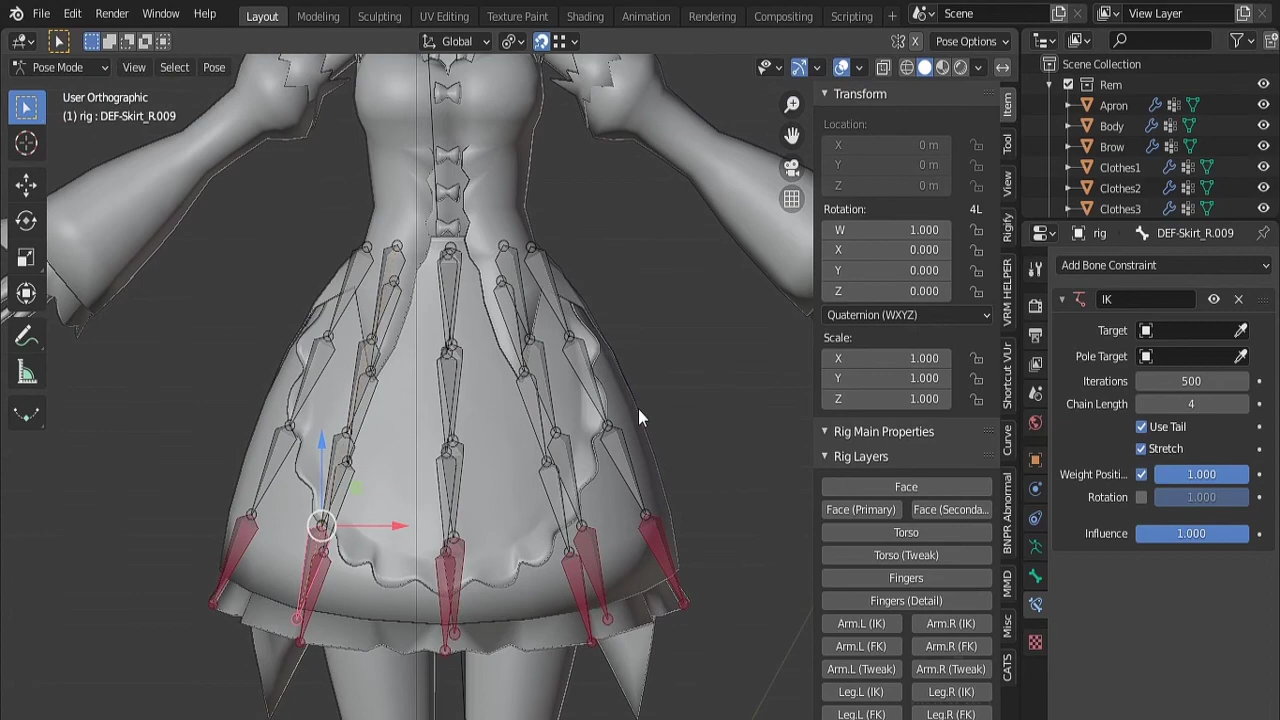 File Edit Render Window Help Layout Modeling Sculpting UV Editing Texture Paint Shading Animation Rendering Compositing Scripting + Scene View Layer
Global Pose Options
Pose Mode View Select Pose
User Orthographic
(1) rig : DEF-Skirt_R.009
Transform
Location:
X 0 m
Y 0 m
Z 0 m
Rotation: 4L
W 1.000
X 0.000
Y 0.000
Z 0.000
Quaternion (WXYZ)
Scale:
X 1.000
Y 1.000
Z 1.000
Rig Main Properties
Rig Layers
Face
Face (Primary) Face (Seconda...
Torso
Torso (Tweak)
Fingers
Fingers (Detail)
Arm.L (IK) Arm.R (IK)
Arm.L (FK) Arm.R (FK)
Arm.L (Tweak) Arm.R (Tweak)
Leg.L (IK) Leg.R (IK)
Leg.L (FK) Leg.R (FK)
Item
Tool
View
Rigify
VRM HELPER
Shortcut VUr
Curve
BNPR Abnormal
MMD
Misc
CATS
Scene Collection
Rem
Apron
Body
Brow
Clothes1
Clothes2
Clothes3
rig DEF-Skirt_R.009
Add Bone Constraint
IK
Target
Pole Target
Iterations 500
Chain Length 4
Use Tail
Stretch
Weight Positi... 1.000
Rotation 1.000
Influence 1.000